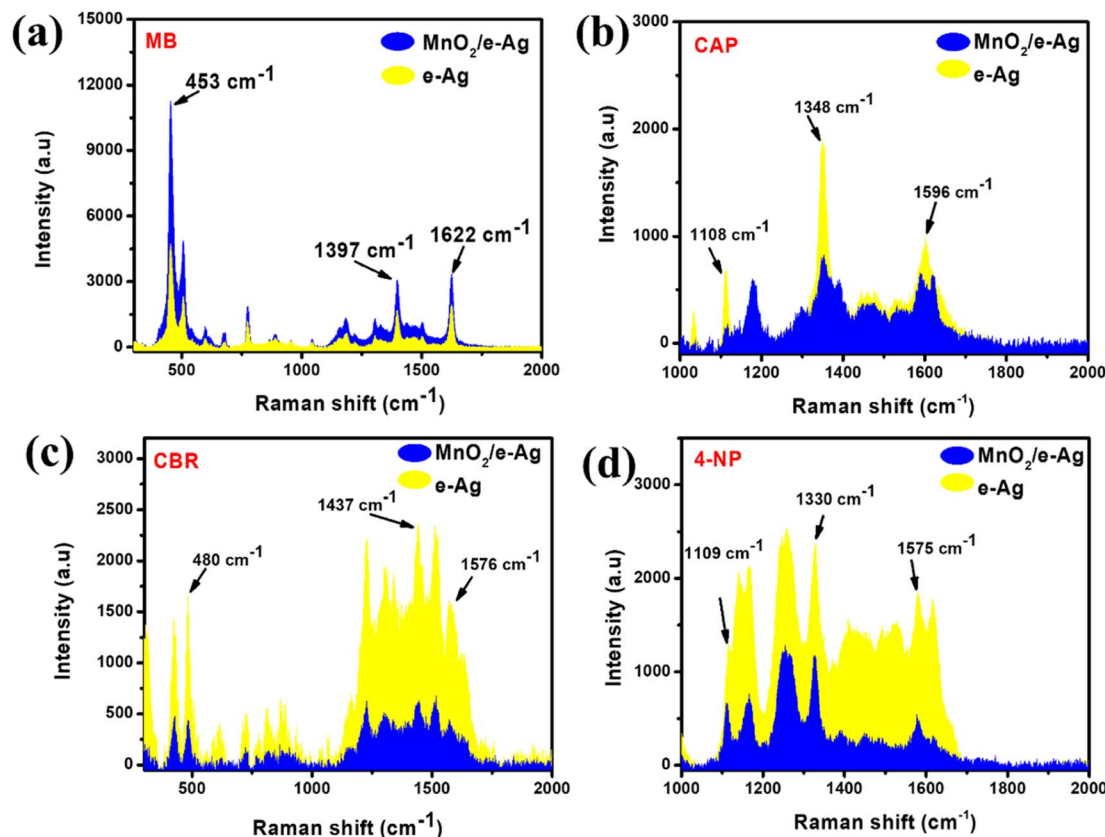 (a)
MB
MnO2/e-Ag
e-Ag
453 cm-1
1397 cm-1
1622 cm-1
15000
12000
9000
6000
3000
0
Intensity (a.u)
500
1000
1500
2000
Raman shift (cm-1)
(b)
CAP
MnO2/e-Ag
e-Ag
1348 cm-1
1596 cm-1
1108 cm-1
3000
2000
1000
0
Intensity (a.u)
1000
1200
1400
1600
1800
2000
Raman shift (cm-1)
(c)
CBR
MnO2/e-Ag
e-Ag
1437 cm-1
480 cm-1
1576 cm-1
3000
2500
2000
1500
1000
500
0
Intensity (a.u)
500
1000
1500
2000
Raman shift (cm-1)
(d)
4-NP
MnO2/e-Ag
e-Ag
1330 cm-1
1109 cm-1
1575 cm-1
3000
2000
1000
0
Intensity (a.u)
1000
1200
1400
1600
1800
2000
Raman shift (cm-1)